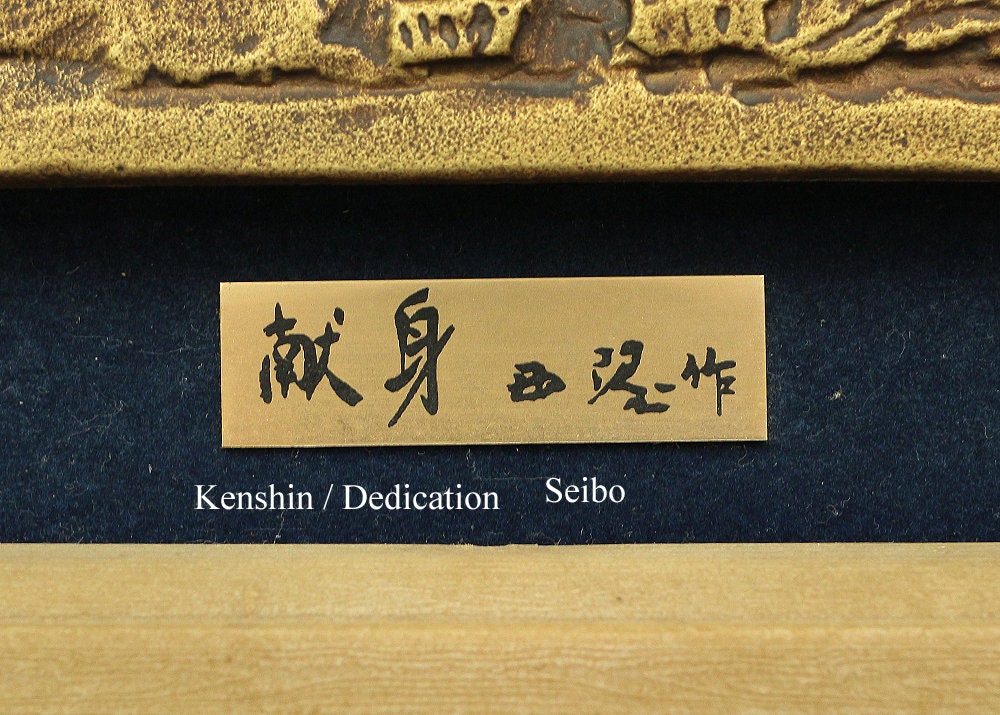 献身 西望作
Kenshin / Dedication Seibo